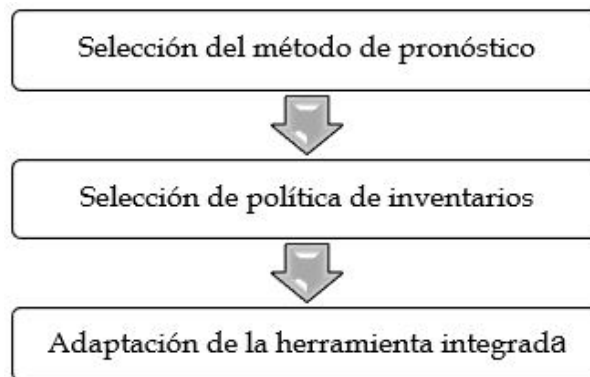 Selección del método de pronóstico
Selección de política de inventarios
Adaptación de la herramienta integrada